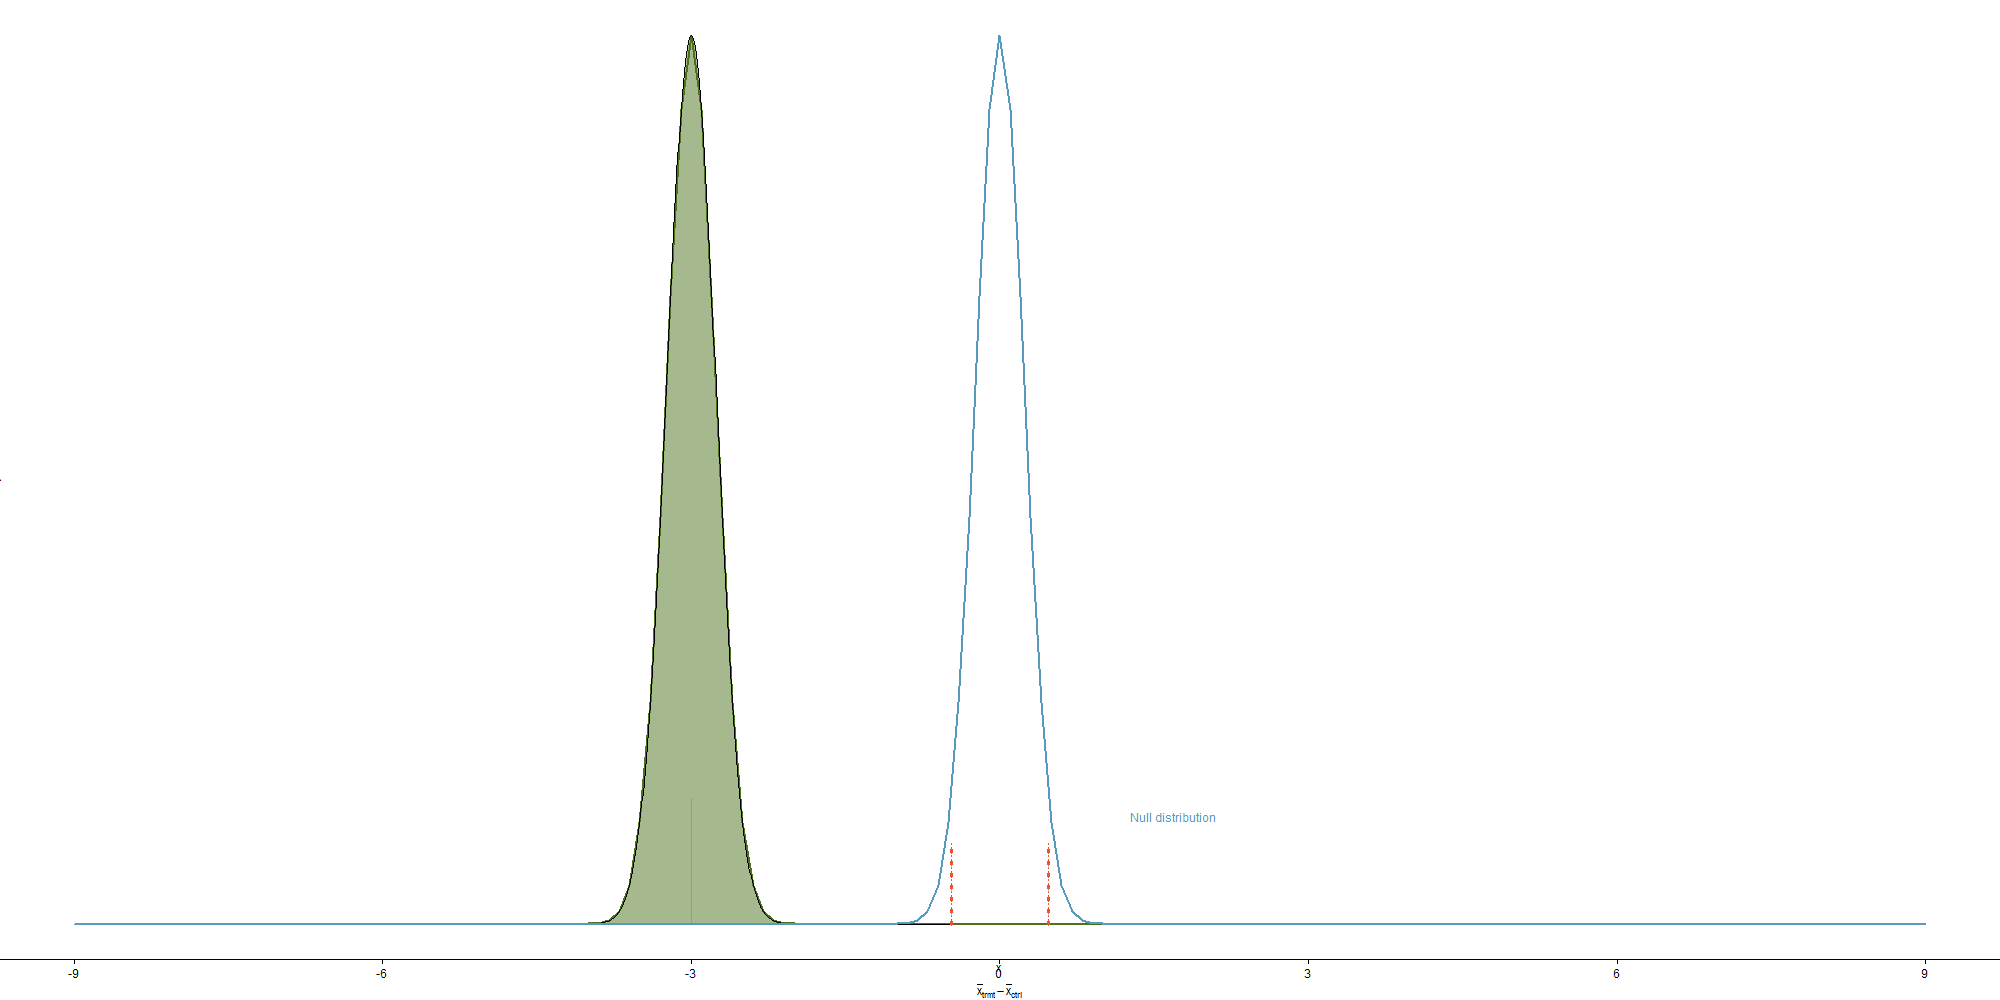 Null distribution
-9 -6 -3 0 3 6 9
x
x̄trmt − x̄ctrl